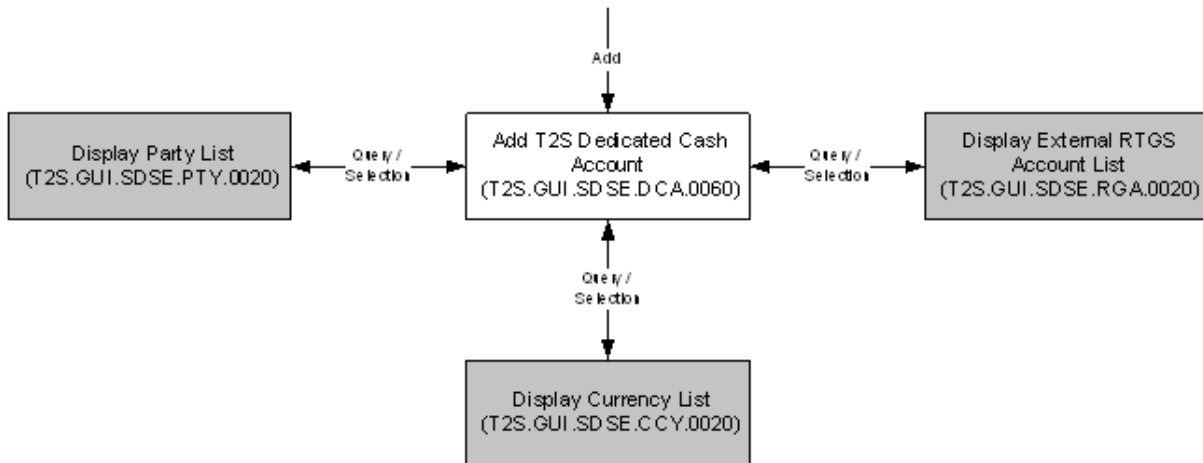 Add
Display Party List
(T2S.GUI.SDSE.PTY.0020)
Query /
Selection
Add T2S Dedicated Cash
Account
(T2S.GUI.SDSE.DCA.0060)
Query /
Selection
Display External RTGS
Account List
(T2S.GUI.SDSE.RGA.0020)
Query /
Selection
Display Currency List
(T2S.GUI.SDSE.CCY.0020)